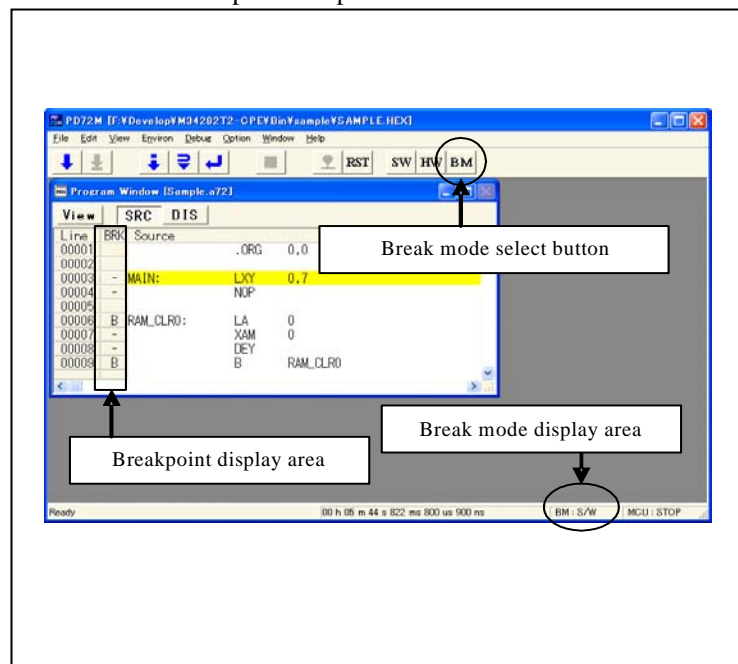 PD72M [F:¥Develop¥M34282T2-CPE¥Bin¥sample¥SAMPLE.HEX]
File Edit View Environ Debug Option Window Help
RST SW HW BM
Program Window [Sample.a72]
View SRC DIS
Line BRK Source
00001 .ORG 0,0
00002
00003 - MAIN: LXY 0,7
00004 - NOP
00005
00006 B RAM_CLR0: LA 0
00007 - XAM 0
00008 - DEY
00009 B B RAM_CLR0
Break mode select button
Breakpoint display area
Break mode display area
Ready 00 h 05 m 44 s 822 ms 800 us 900 ns BM : S/W MCU : STOP